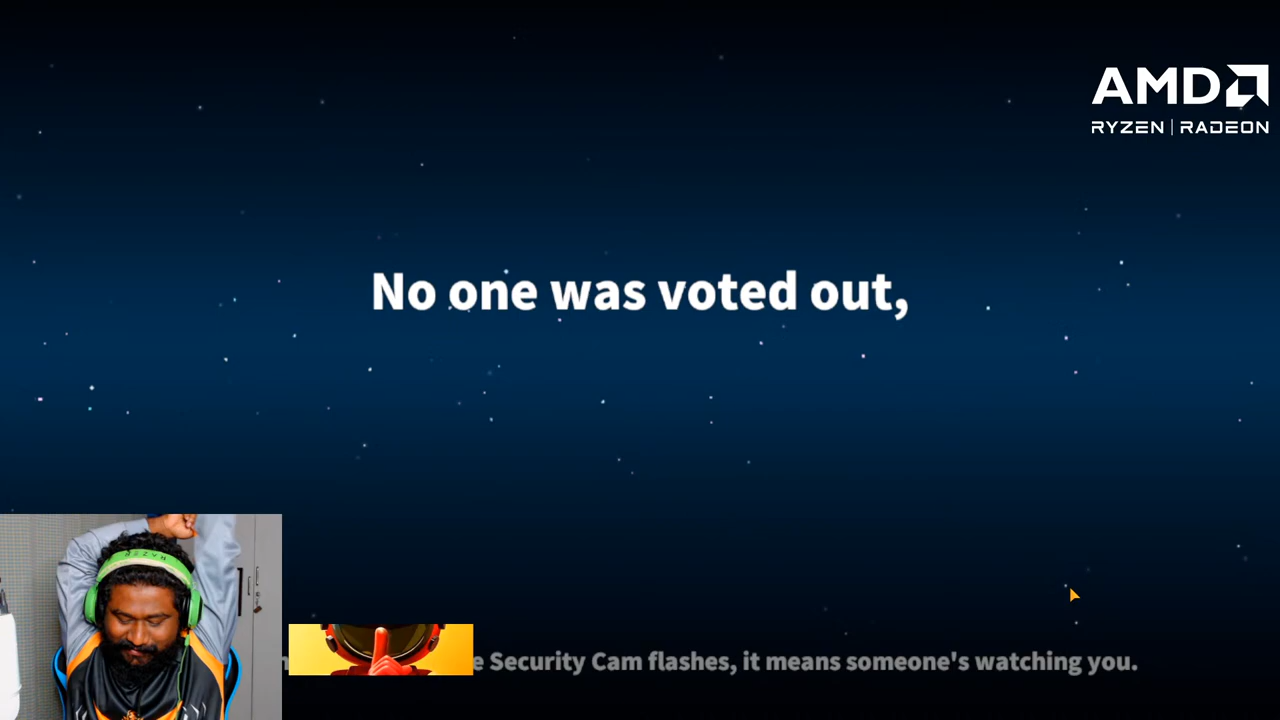 AMD
RYZEN | RADEON
No one was voted out,
e Security Cam flashes, it means someone's watching you.